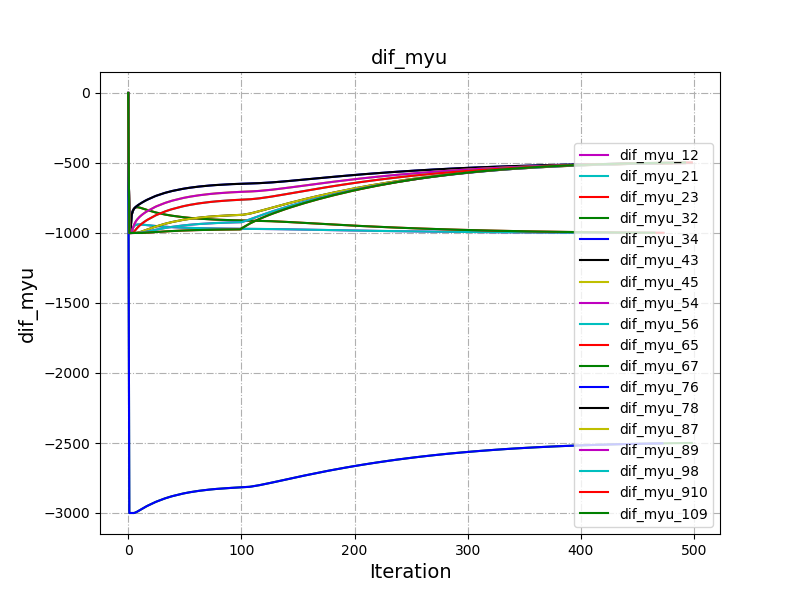 dif_myu
0
−500
−1000
−1500
−2000
−2500
−3000
dif_myu
0
100
200
300
400
500
Iteration
dif_myu_12
dif_myu_21
dif_myu_23
dif_myu_32
dif_myu_34
dif_myu_43
dif_myu_45
dif_myu_54
dif_myu_56
dif_myu_65
dif_myu_67
dif_myu_76
dif_myu_78
dif_myu_87
dif_myu_89
dif_myu_98
dif_myu_910
dif_myu_109